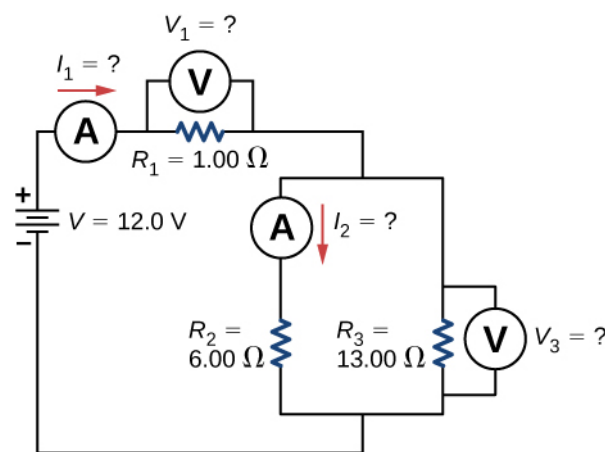 V₁ = ?
I₁ = ?
V
A
R₁ = 1.00 Ω
+
V = 12.0 V
−
A
I₂ = ?
R₂ =
6.00 Ω
R₃ =
13.00 Ω
V
V₃ = ?